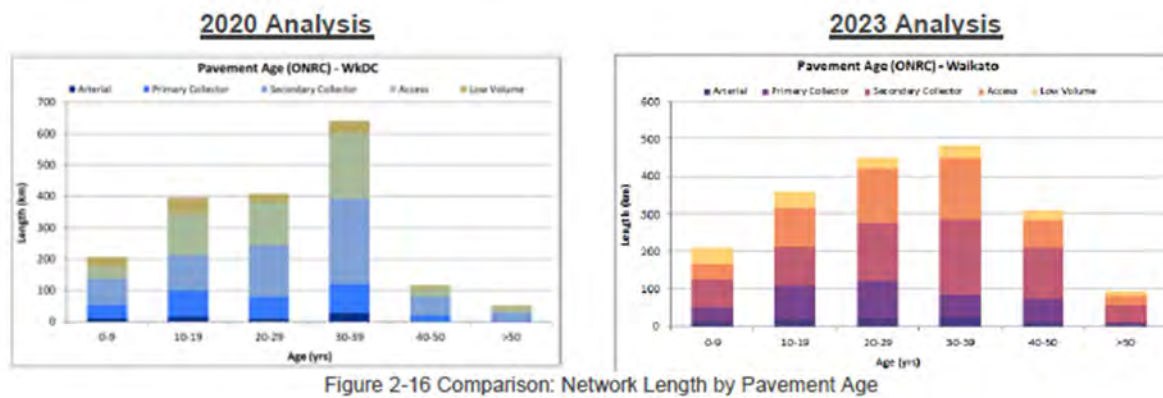 2020 Analysis
Pavement Age (ONRC) - WkDC
Arterial Primary Collector Secondary Collector Access Low Volume
700
600
500
400
300
200
100
0
Length (km)
0-9 10-19 20-29 30-39 40-50 >50
Age (yrs)
2023 Analysis
Pavement Age (ONRC) - Waikato
Arterial Primary Collector Secondary Collector Access Low Volume
600
500
400
300
200
100
0
Length (km)
0-9 10-19 20-29 30-39 40-50 >50
Age (yrs)
Figure 2-16 Comparison: Network Length by Pavement Age